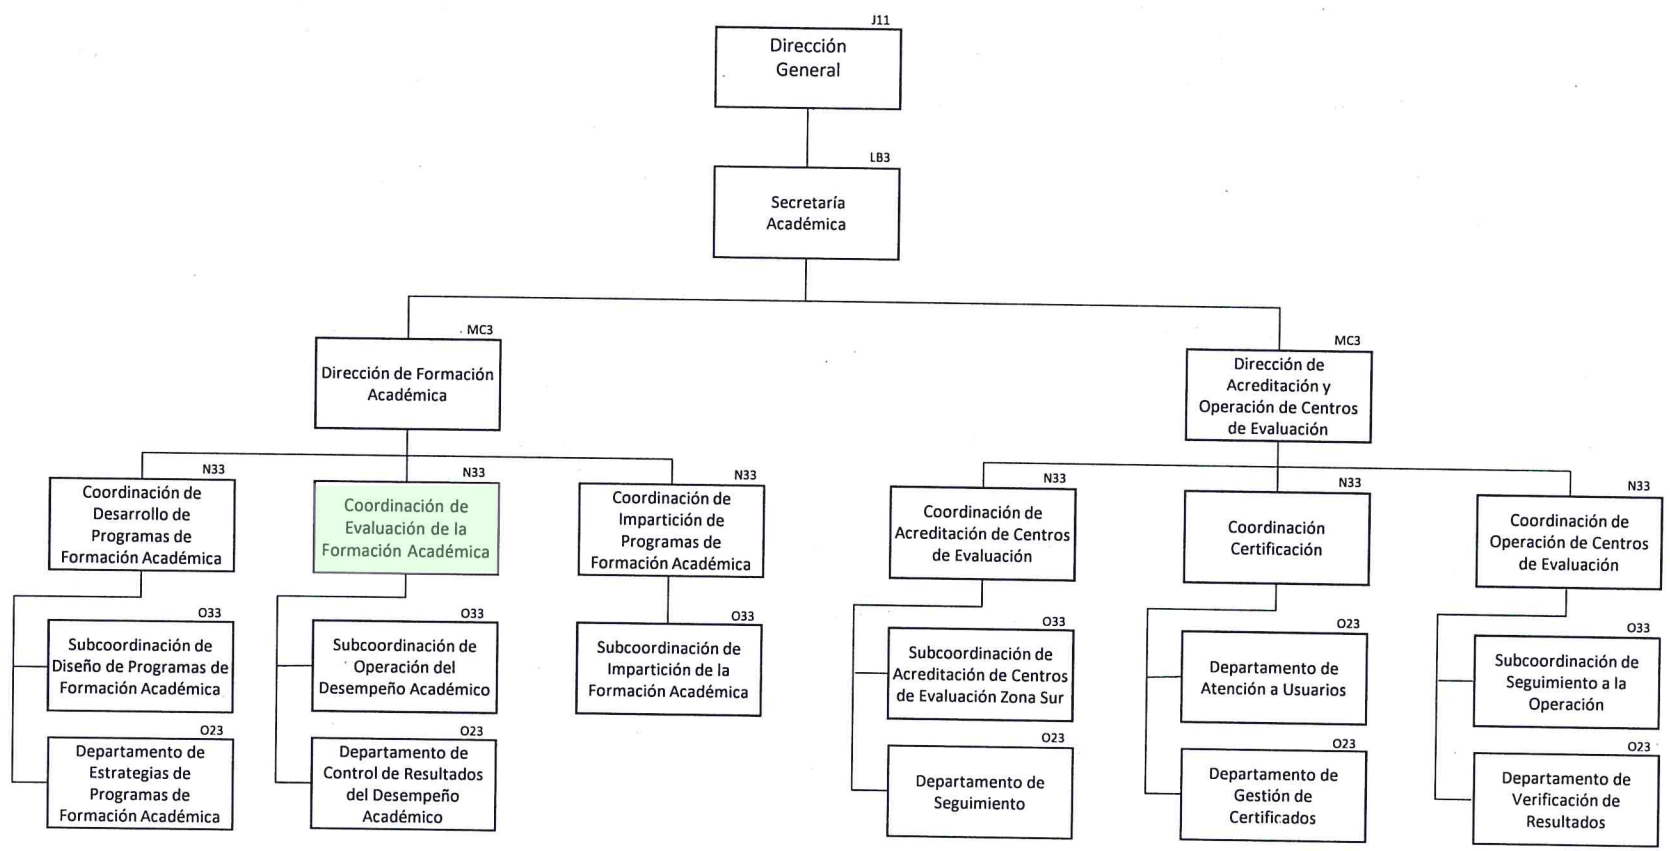 J11
Dirección
General
LB3
Secretaría
Académica
MC3
Dirección de Formación
Académica
MC3
Dirección de
Acreditación y
Operación de Centros
de Evaluación
N33
Coordinación de
Desarrollo de
Programas de
Formación Académica
N33
Coordinación de
Evaluación de la
Formación Académica
N33
Coordinación de
Impartición de
Programas de
Formación Académica
N33
Coordinación de
Acreditación de Centros
de Evaluación
N33
Coordinación
Certificación
N33
Coordinación de
Operación de Centros
de Evaluación
O33
Subcoordinación de
Diseño de Programas de
Formación Académica
O33
Subcoordinación de
Operación del
Desempeño Académico
O33
Subcoordinación de
Impartición de la
Formación Académica
O33
Subcoordinación de
Acreditación de Centros
de Evaluación Zona Sur
O23
Departamento de
Atención a Usuarios
O33
Subcoordinación de
Seguimiento a la
Operación
O23
Departamento de
Estrategias de
Programas de
Formación Académica
O23
Departamento de
Control de Resultados
del Desempeño
Académico
O23
Departamento de
Seguimiento
O23
Departamento de
Gestión de
Certificados
O23
Departamento de
Verificación de
Resultados